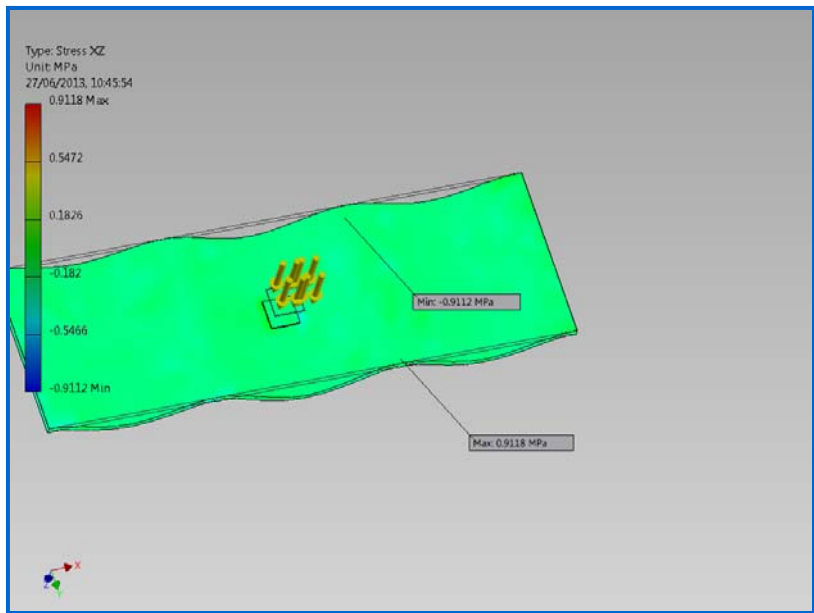 Type: Stress XZ
Unit: MPa
27/06/2013, 10:45:54
0.9118 Max
0.5472
0.1826
-0.182
-0.5466
-0.9112 Min
Min: -0.9112 MPa
Max: 0.9118 MPa
X
Z
Y